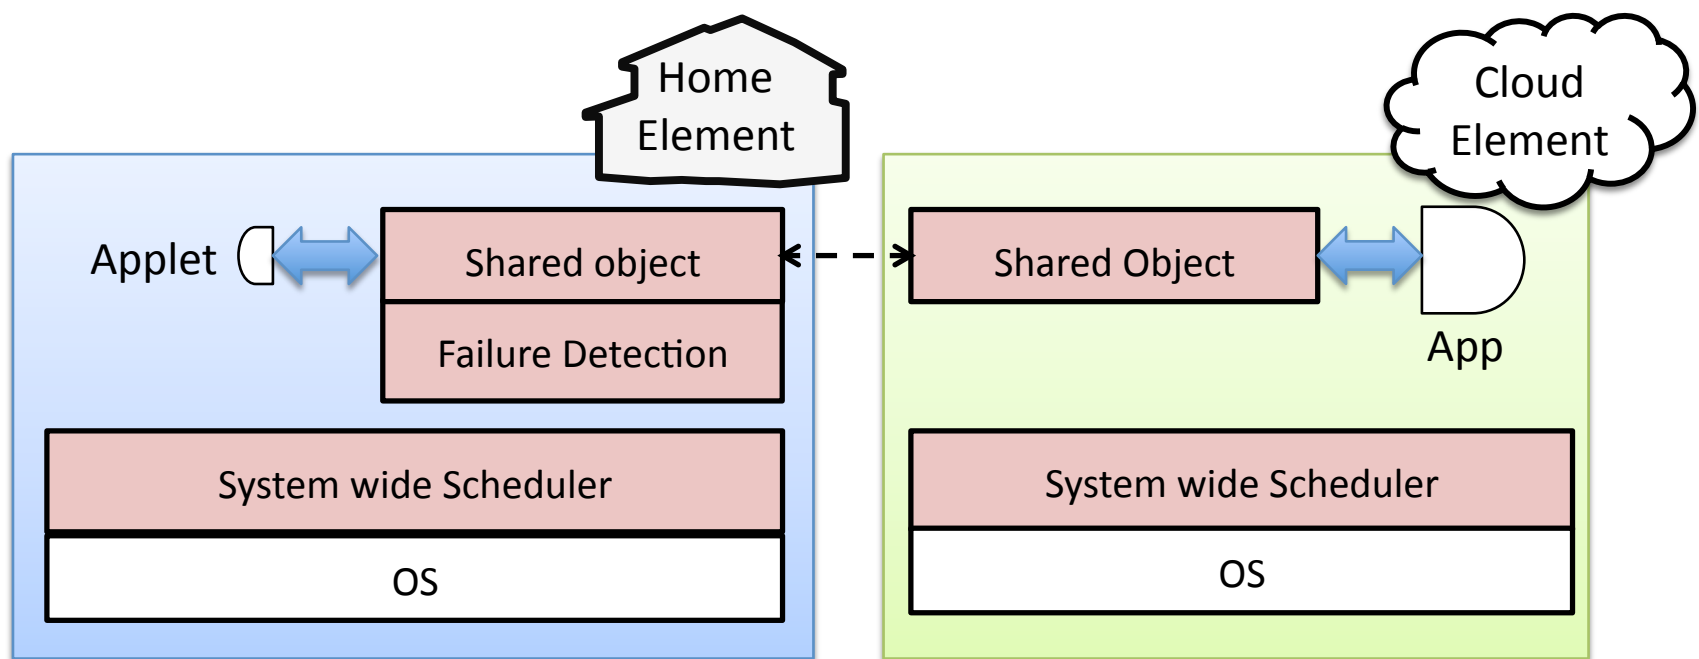 Home
Element
Cloud
Element
Applet
Shared object
Shared Object
Failure Detection
App
System wide Scheduler
System wide Scheduler
OS
OS